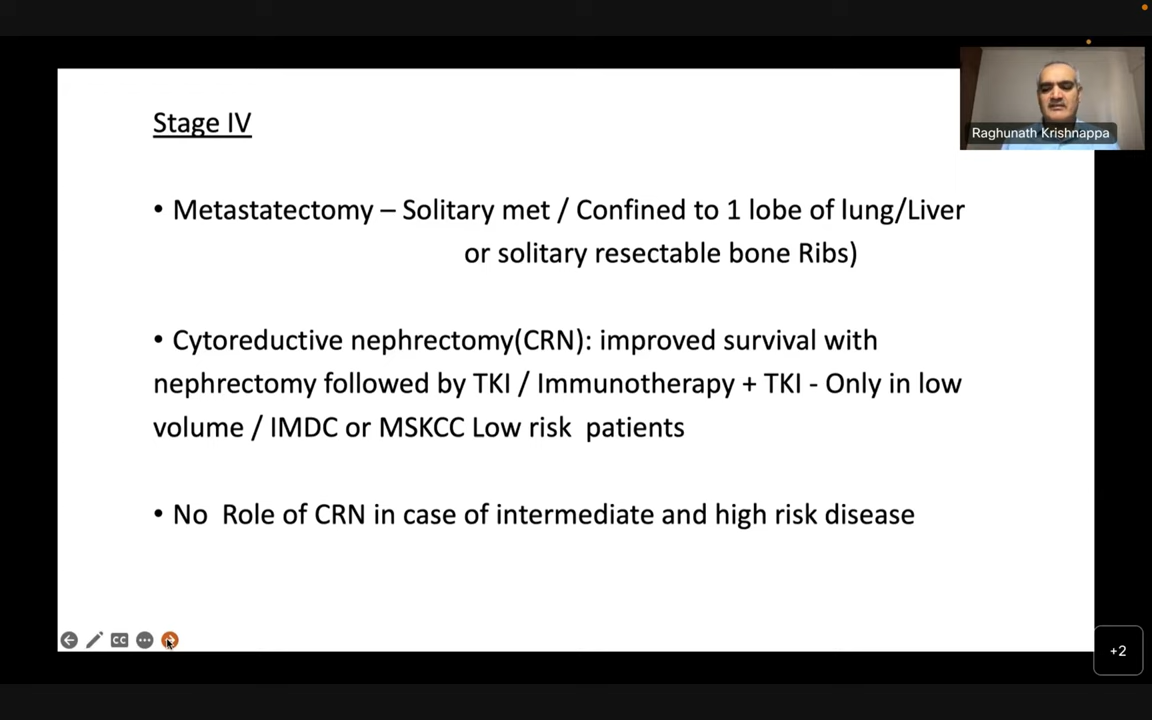 Stage IV
Raghunath Krishnappa
• Metastatectomy – Solitary met / Confined to 1 lobe of lung/Liver
or solitary resectable bone Ribs)
• Cytoreductive nephrectomy(CRN): improved survival with
nephrectomy followed by TKI / Immunotherapy + TKI - Only in low
volume / IMDC or MSKCC Low risk patients
• No Role of CRN in case of intermediate and high risk disease
CC
+2